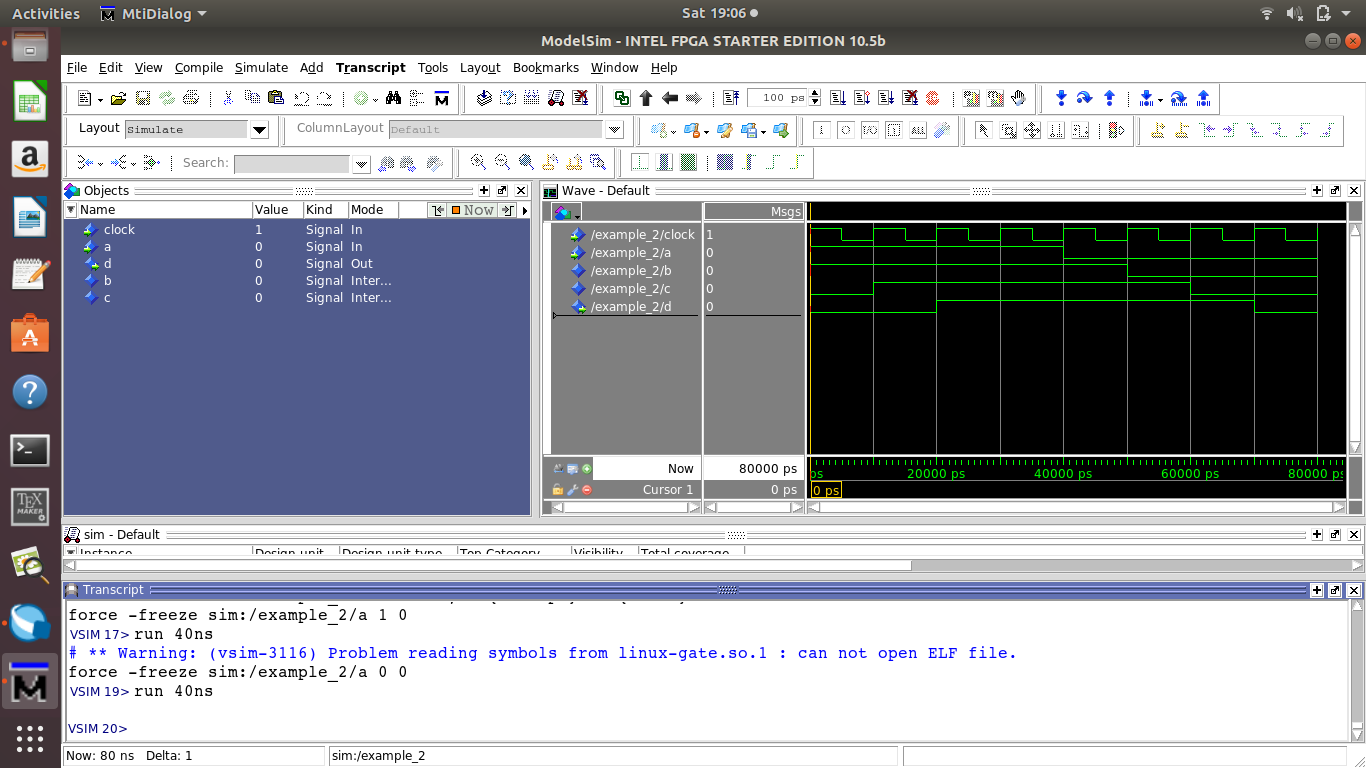 Activities MtiDialog Sat 19:06
ModelSim - INTEL FPGA STARTER EDITION 10.5b
File Edit View Compile Simulate Add Transcript Tools Layout Bookmarks Window Help
100 ps
Layout Simulate ColumnLayout Default
Search:
Objects
Name Value Kind Mode Now
clock 1 Signal In
a 0 Signal In
d 0 Signal Out
b 0 Signal Inter...
c 0 Signal Inter...
Wave - Default
Msgs
/example_2/clock 1
/example_2/a 0
/example_2/b 0
/example_2/c 0
/example_2/d 0
Now 80000 ps
ps 20000 ps 40000 ps 60000 ps 80000 ps
Cursor 1 0 ps 0 ps
sim - Default
Instance Design unit Design unit type Top Category Visibility Total coverage
Transcript
force -freeze sim:/example_2/a 1 0
VSIM 17> run 40ns
# ** Warning: (vsim-3116) Problem reading symbols from linux-gate.so.1 : can not open ELF file.
force -freeze sim:/example_2/a 0 0
VSIM 19> run 40ns
VSIM 20>
Now: 80 ns Delta: 1 sim:/example_2